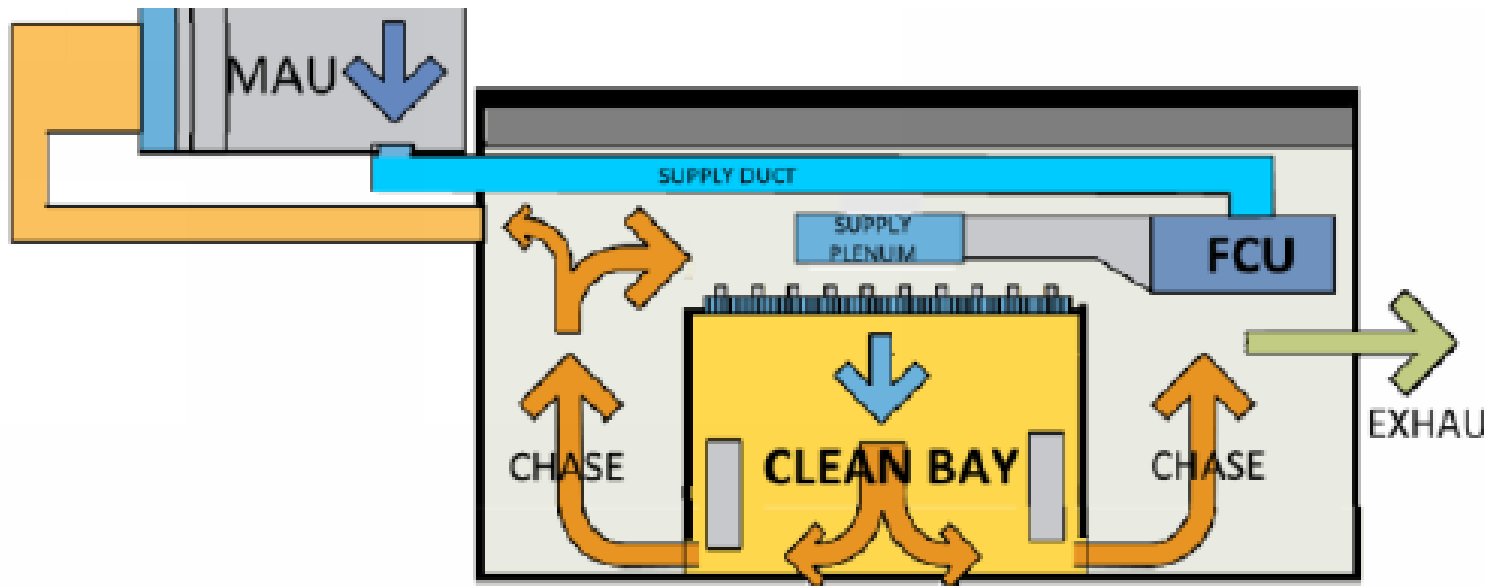 MAU
SUPPLY DUCT
SUPPLY
PLENUM
FCU
EXHAU
CHASE
CLEAN BAY
CHASE